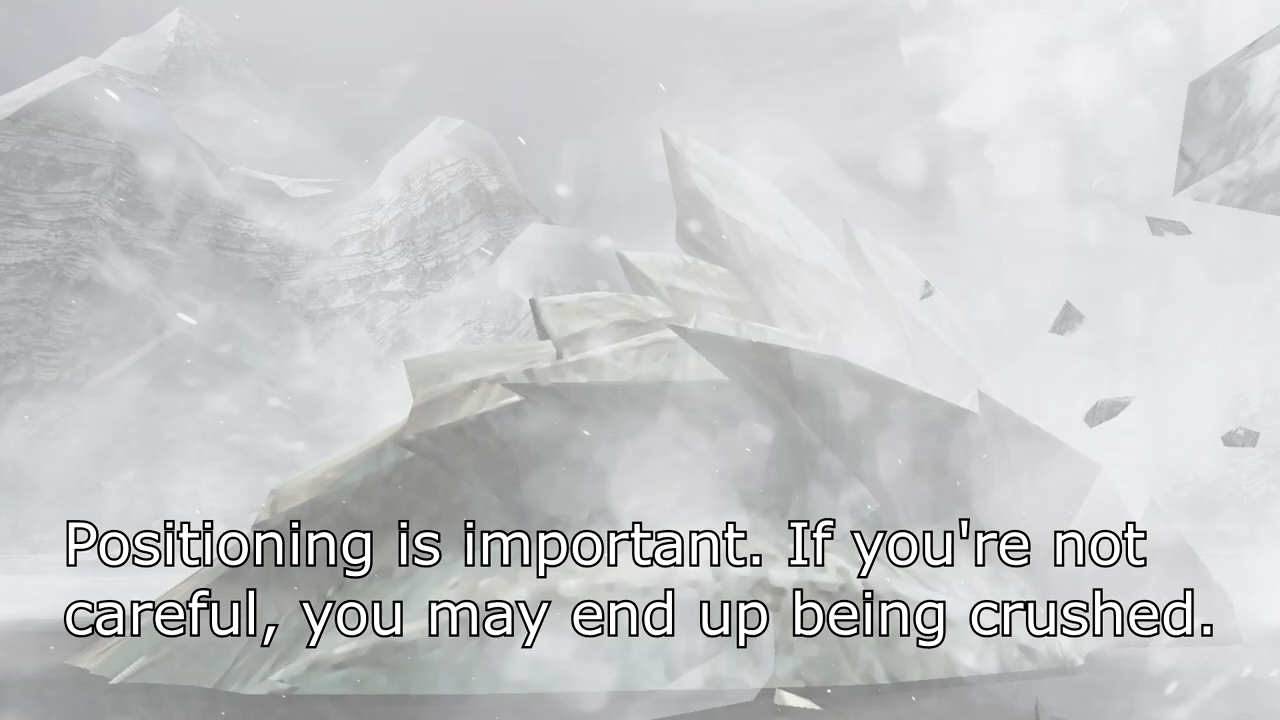 Positioning is important. If you're not
careful, you may end up being crushed.